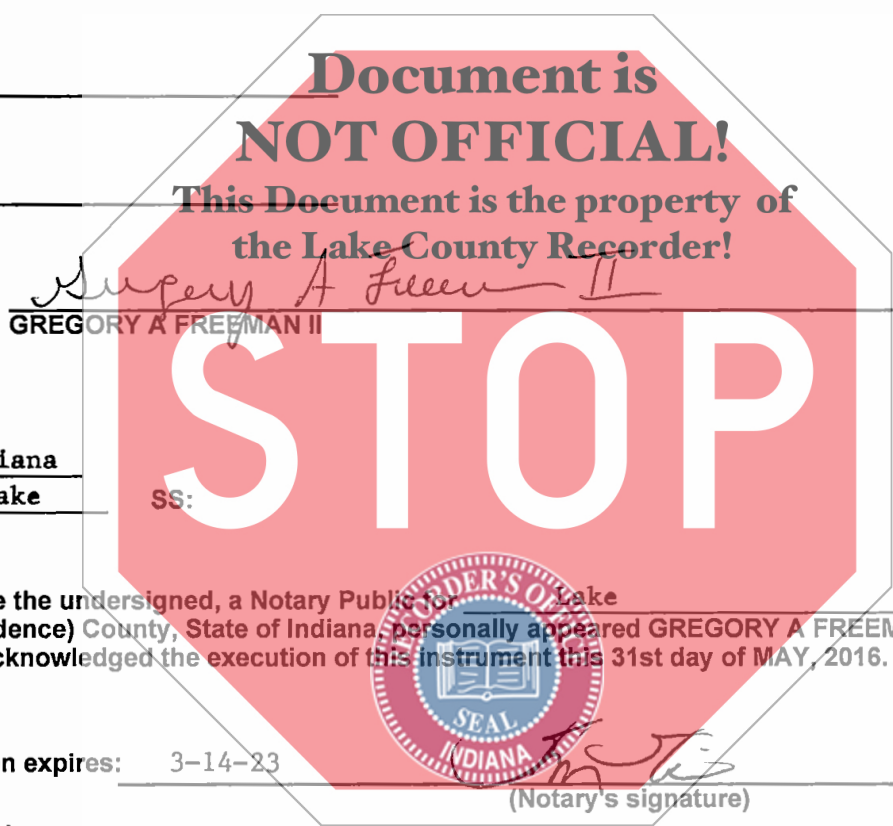 Document is
NOT OFFICIAL!
This Document is the property of
the Lake County Recorder!
Gregory A Freeman II
GREGORY A FREEMAN II
STOP
iana
ake SS:
e the undersigned, a Notary Public for Lake
dence) County, State of Indiana, personally appeared GREGORY A FREEM
cknowledged the execution of this instrument this 31st day of MAY, 2016.
RECORDER'S OFFICE
SEAL
INDIANA
n expires: 3-14-23
(Notary's signature)